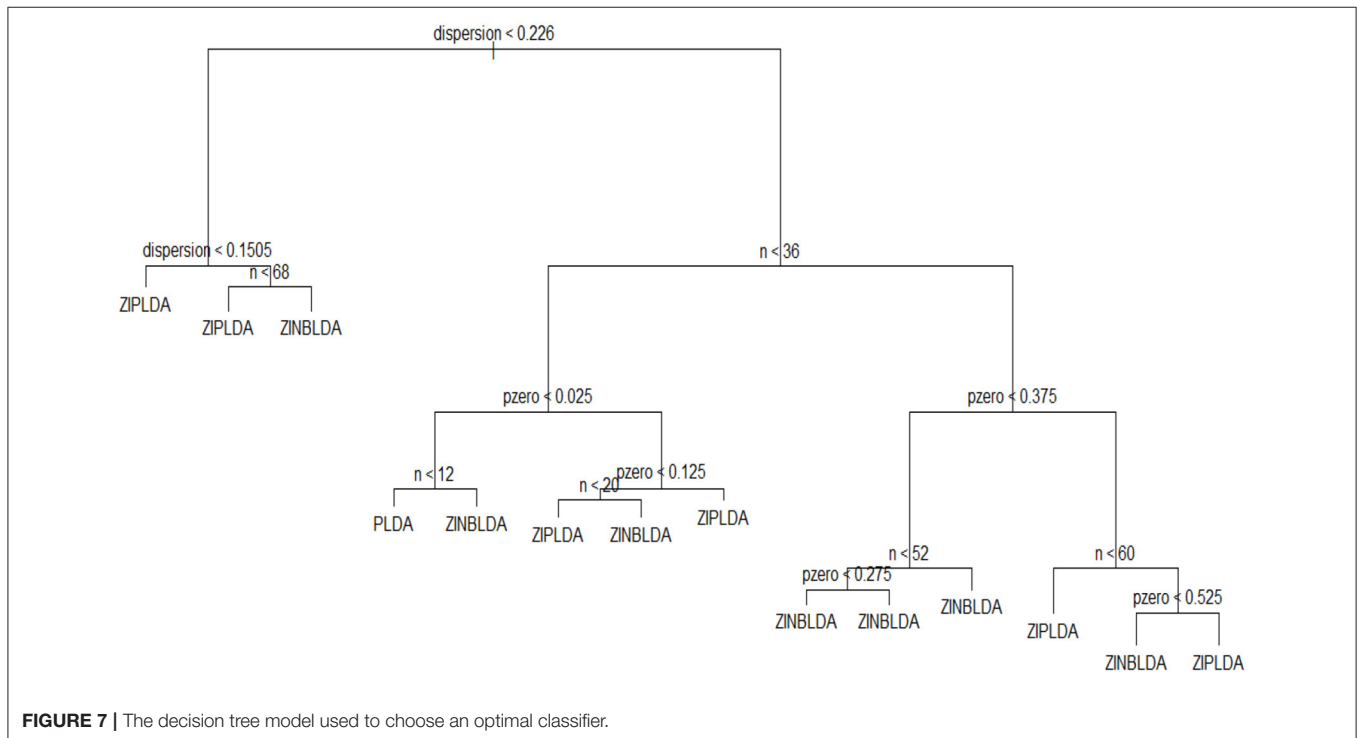 dispersion < 0.226
dispersion < 0.1505
n < 36
n < 68
ZIPLDA
ZIPLDA ZINBLDA
pzero < 0.025
pzero < 0.375
n < 12
pzero < 0.125
n < 20
PLDA ZINBLDA
ZIPLDA ZINBLDA
ZIPLDA
n < 52
n < 60
pzero < 0.275
pzero < 0.525
ZINBLDA ZINBLDA
ZINBLDA
ZIPLDA
ZINBLDA ZIPLDA
FIGURE 7 | The decision tree model used to choose an optimal classifier.